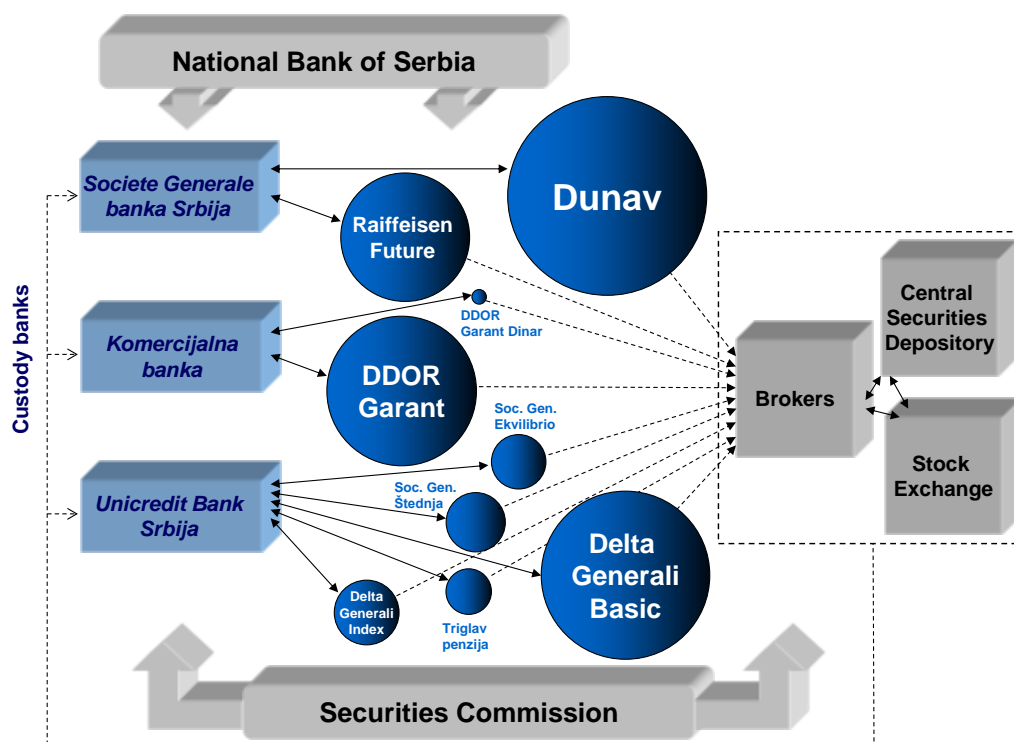 National Bank of Serbia
Societe Generale
banka Srbija
Dunav
Raiffeisen
Future
Custody banks
DDOR
Garant Dinar
Central
Securities
Depository
Komercijalna
banka
DDOR
Garant
Brokers
Soc. Gen.
Ekvilibrio
Soc. Gen.
Štednja
Stock
Exchange
Unicredit Bank
Srbija
Delta
Generali
Basic
Delta
Generali
Index
Triglav
penzija
Securities Commission